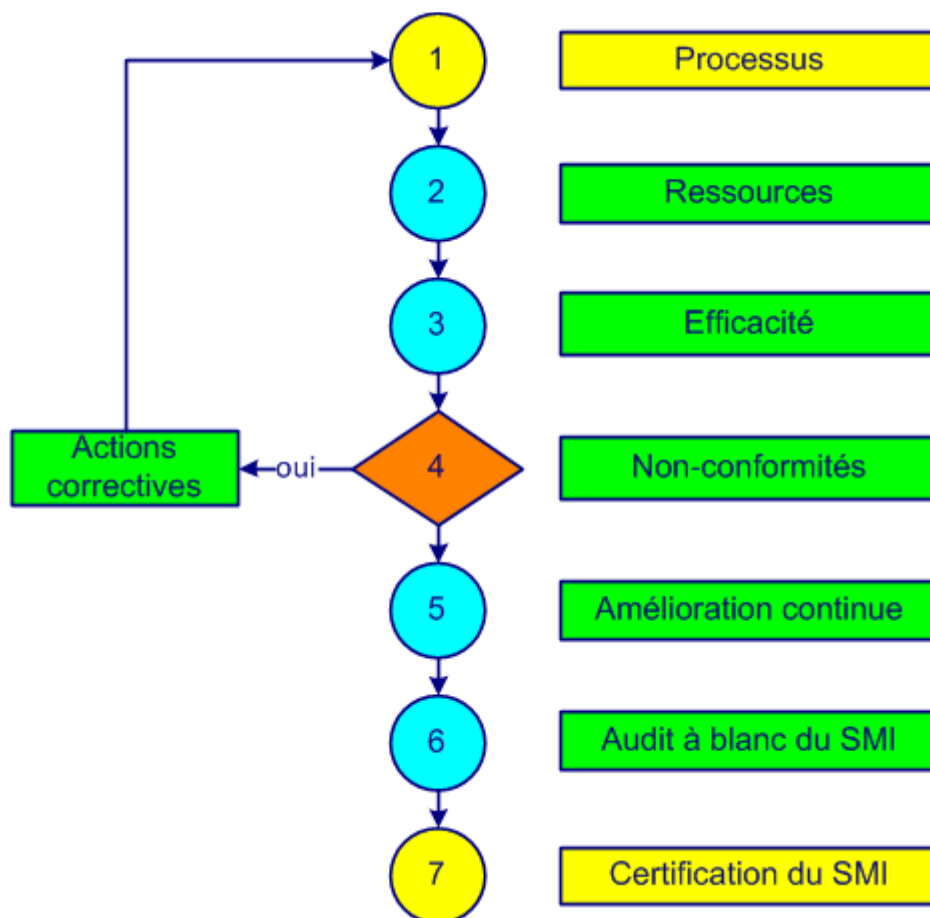 1
Processus
2
Ressources
3
Efficacité
Actions
correctives
oui
4
Non-conformités
5
Amélioration continue
6
Audit à blanc du SMI
7
Certification du SMI